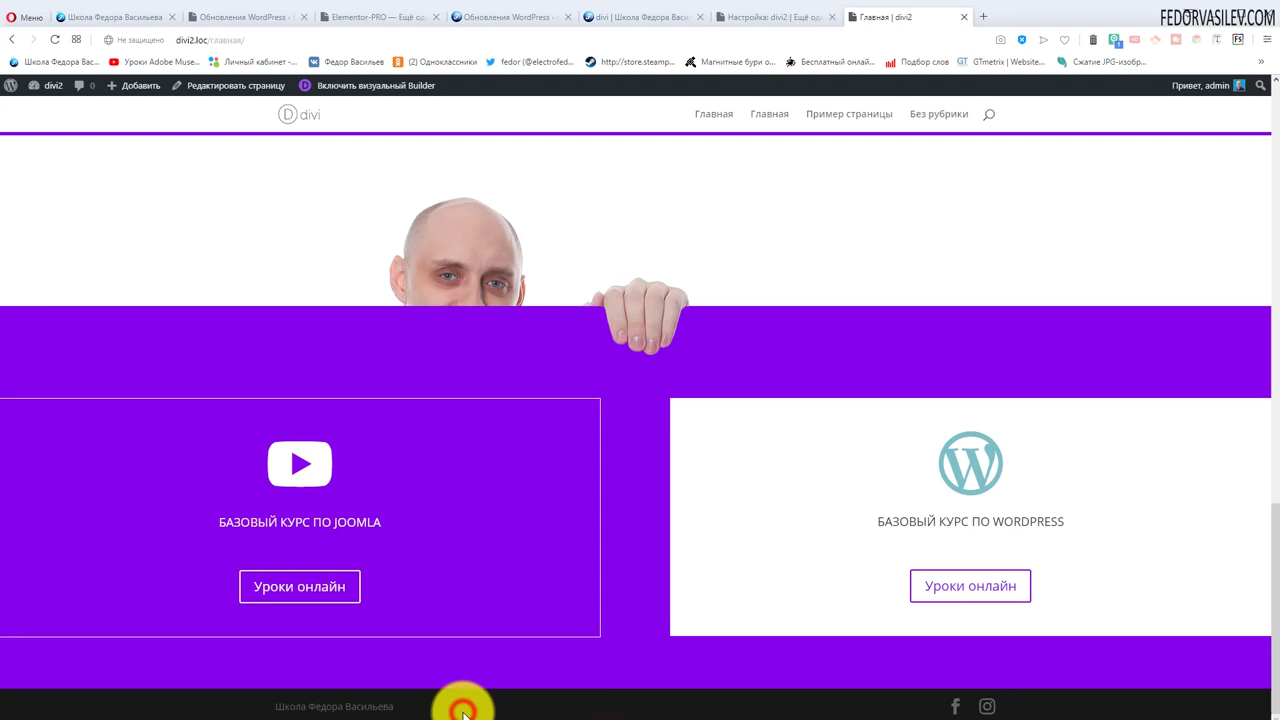 Меню
Школа Федора Васильева
Обновления WordPress
Elementor-PRO — Ещё од
Обновления WordPress
divi | Школа Федора Васи
Настройка: divi2 | Ещё од
Главная | divi2
FEDORVASILEV.COM
Не защищено
divi2.loc/главная/
Школа Федора Вас...
Уроки Adobe Muse...
Личный кабинет -...
Федор Васильев
(2) Одноклассники
fedor (@electrofed...
http://store.steamp...
Магнитные бури о...
Бесплатный онлай...
Подбор слов
GTmetrix | Website...
Сжатие JPG-изобр...
divi2
0
Добавить
Редактировать страницу
Включить визуальный Builder
Привет, admin
divi
Главная
Главная
Пример страницы
Без рубрики
БАЗОВЫЙ КУРС ПО JOOMLA
БАЗОВЫЙ КУРС ПО WORDPRESS
Уроки онлайн
Уроки онлайн
Школа Федора Васильева